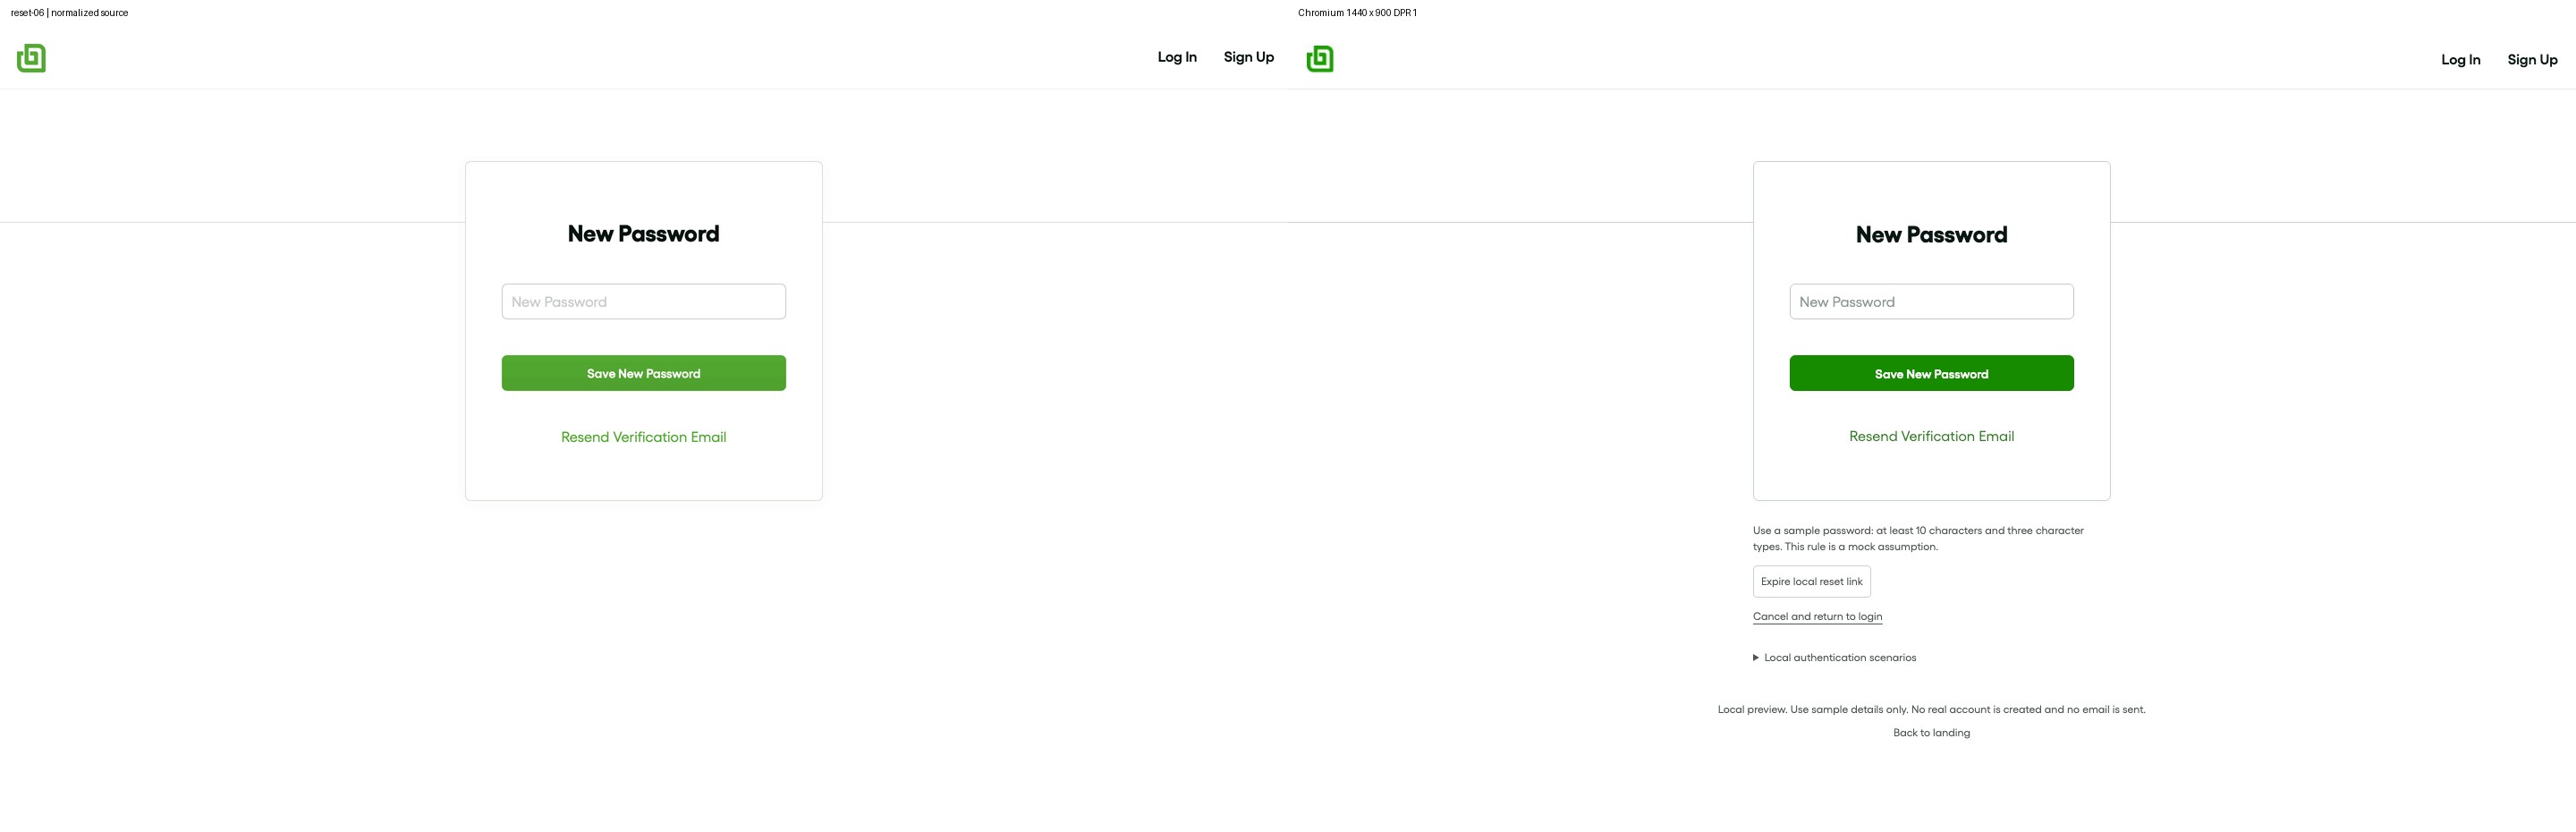 reset-06 | normalized source
Log In
Sign Up
New Password
New Password
Save New Password
Resend Verification Email
Chromium 1440 x 900 DPR 1
Log In
Sign Up
New Password
New Password
Save New Password
Resend Verification Email
Use a sample password: at least 10 characters and three character
types. This rule is a mock assumption.
Expire local reset link
Cancel and return to login
Local authentication scenarios
Local preview. Use sample details only. No real account is created and no email is sent.
Back to landing